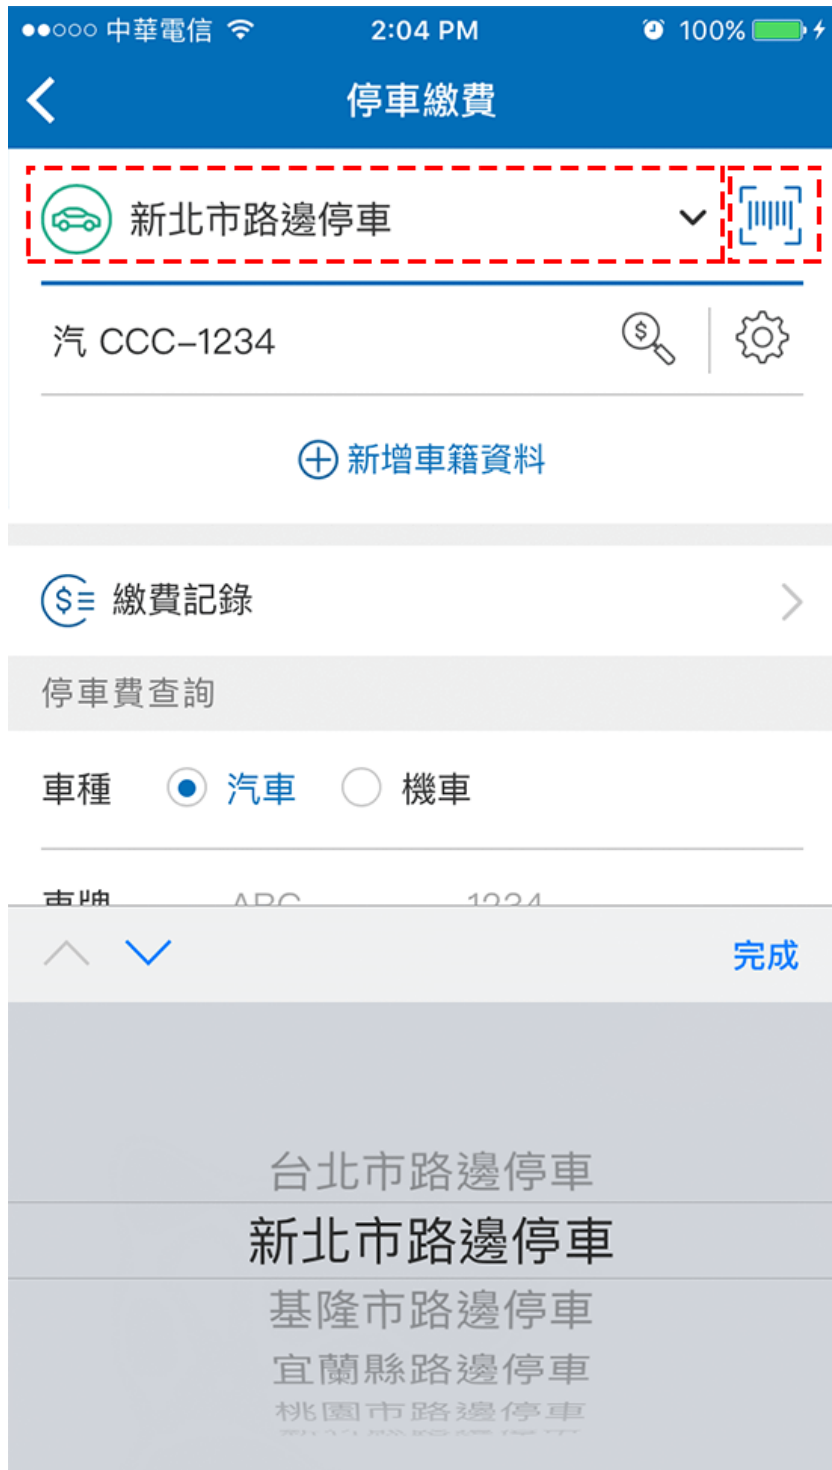 中華電信 2:04 PM 100%
停車繳費
新北市路邊停車
汽 CCC-1234
新增車籍資料
繳費記錄
停車費查詢
車種 汽車 機車
車牌 ABC 1234
完成
台北市路邊停車
新北市路邊停車
基隆市路邊停車
宜蘭縣路邊停車
桃園市路邊停車